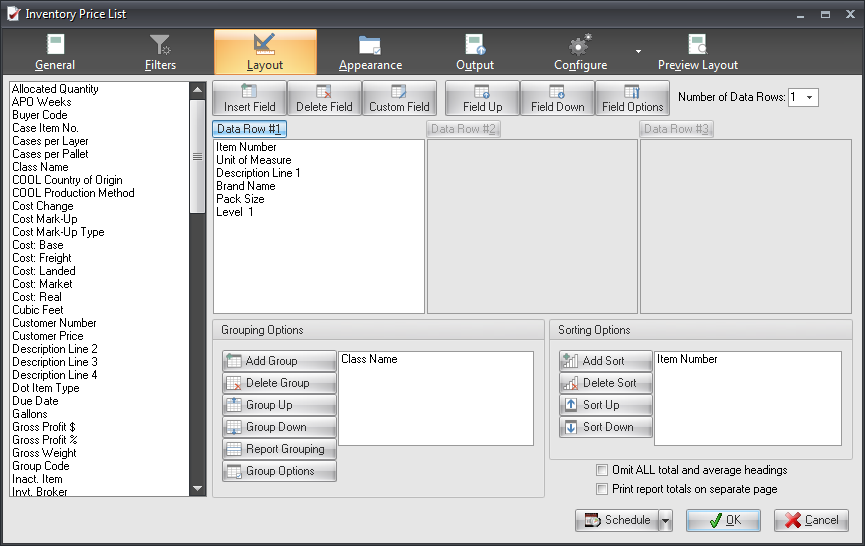 Inventory Price List
General
Filters
Layout
Appearance
Output
Configure
Preview Layout
Allocated Quantity
APO Weeks
Buyer Code
Case Item No.
Cases per Layer
Cases per Pallet
Class Name
COOL Country of Origin
COOL Production Method
Cost Change
Cost Mark-Up
Cost Mark-Up Type
Cost: Base
Cost: Freight
Cost: Landed
Cost: Market
Cost: Real
Cubic Feet
Customer Number
Customer Price
Description Line 2
Description Line 3
Description Line 4
Dot Item Type
Due Date
Gallons
Gross Profit $
Gross Profit %
Gross Weight
Group Code
Inact. Item
Invt. Broker
Insert Field
Delete Field
Custom Field
Field Up
Field Down
Field Options
Number of Data Rows: 1
Data Row #1
Data Row #2
Data Row #3
Item Number
Unit of Measure
Description Line 1
Brand Name
Pack Size
Level 1
Grouping Options
Add Group
Delete Group
Group Up
Group Down
Report Grouping
Group Options
Class Name
Sorting Options
Add Sort
Delete Sort
Sort Up
Sort Down
Item Number
Omit ALL total and average headings
Print report totals on separate page
Schedule
OK
Cancel